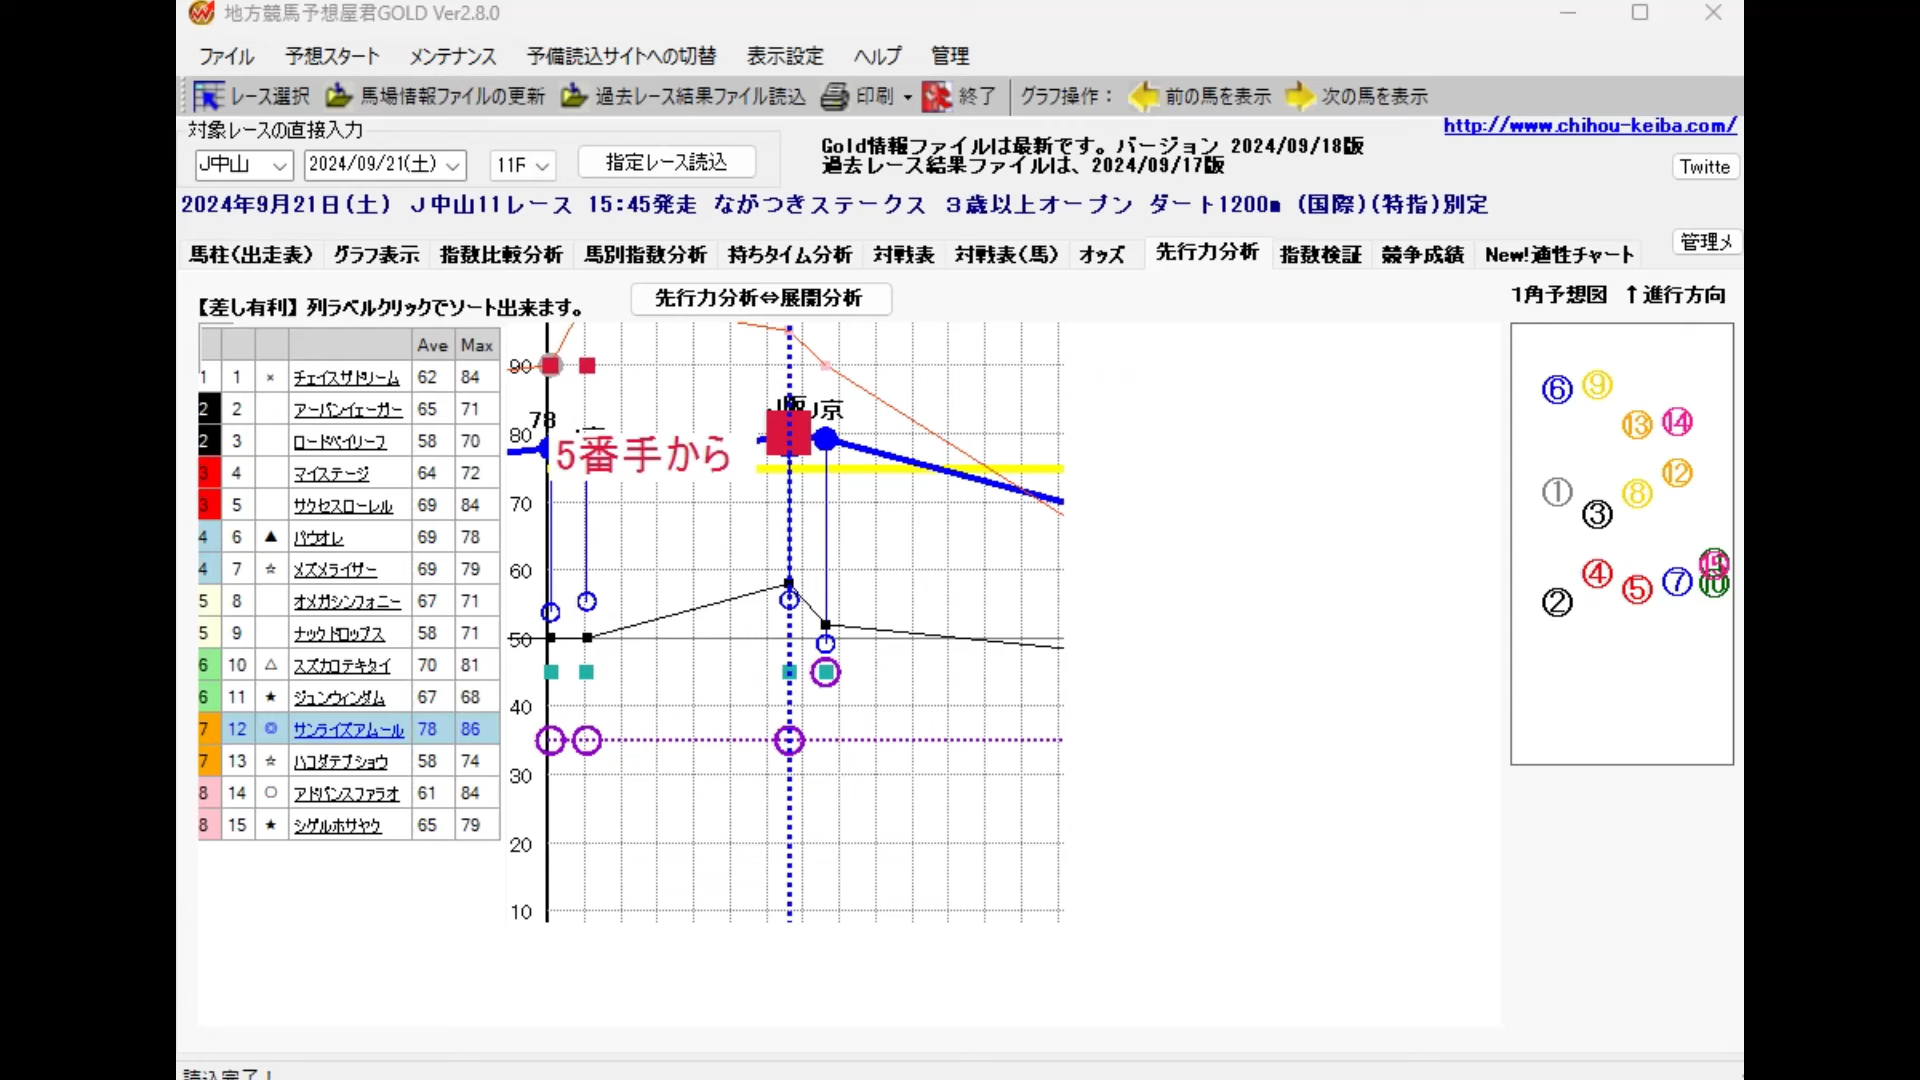 地方競馬予想屋君GOLD Ver2.8.0
ファイル 予想スタート メンテナンス 予備読込サイトへの切替 表示設定 ヘルプ 管理
レース選択 馬場情報ファイルの更新 過去レース結果ファイル読込 印刷 終了 グラフ操作: 前の馬を表示 次の馬を表示
対象レースの直接入力
http://www.chihou-keiba.com/
J中山 2024/09/21(土) 11F 指定レース読込
Gold情報ファイルは最新です。バージョン 2024/09/18版
過去レース結果ファイルは、2024/09/17版
Twitte
2024年9月21日(土) J中山11レース 15:45発走 ながつきステークス 3歳以上オープン ダート1200m (国際)(特指)別定
管理メ
馬柱(出走表) グラフ表示 指数比較分析 馬別指数分析 持ちタイム分析 対戦表 対戦表(馬) オッズ 先行力分析 指数検証 競争成績 New!適性チャート
【差し有利】列ラベルクリックでソート出来ます。
先行力分析⇔展開分析
1角予想図 ↑進行方向
Ave Max
1 1 × チェイスザドリーム 62 84
2 2 アーバンイェーガー 65 71
2 3 ロードベイリーフ 58 70
3 4 マイステージ 64 72
3 5 サクセスローレル 69 84
4 6 ▲ パウオレ 69 78
4 7 ☆ メズメライザー 69 79
5 8 オメガシンフォニー 67 71
5 9 ナックドロップス 58 71
6 10 △ スズカコテキタイ 70 81
6 11 ★ ジュンウィンダム 67 68
7 12 ◎ サンライズアムール 78 86
7 13 ☆ ハコダテブショウ 58 74
8 14 ○ アドバンスファラオ 61 84
8 15 ★ シゲルホサヤク 65 79
90
78
J阪 J京
80
5番手から
70
60
50
40
30
20
10
⑥ ⑨
⑬ ⑭
⑫
① ⑧
③
④ ⑤ ⑦ ⑮ ⑩
②
読込完了!